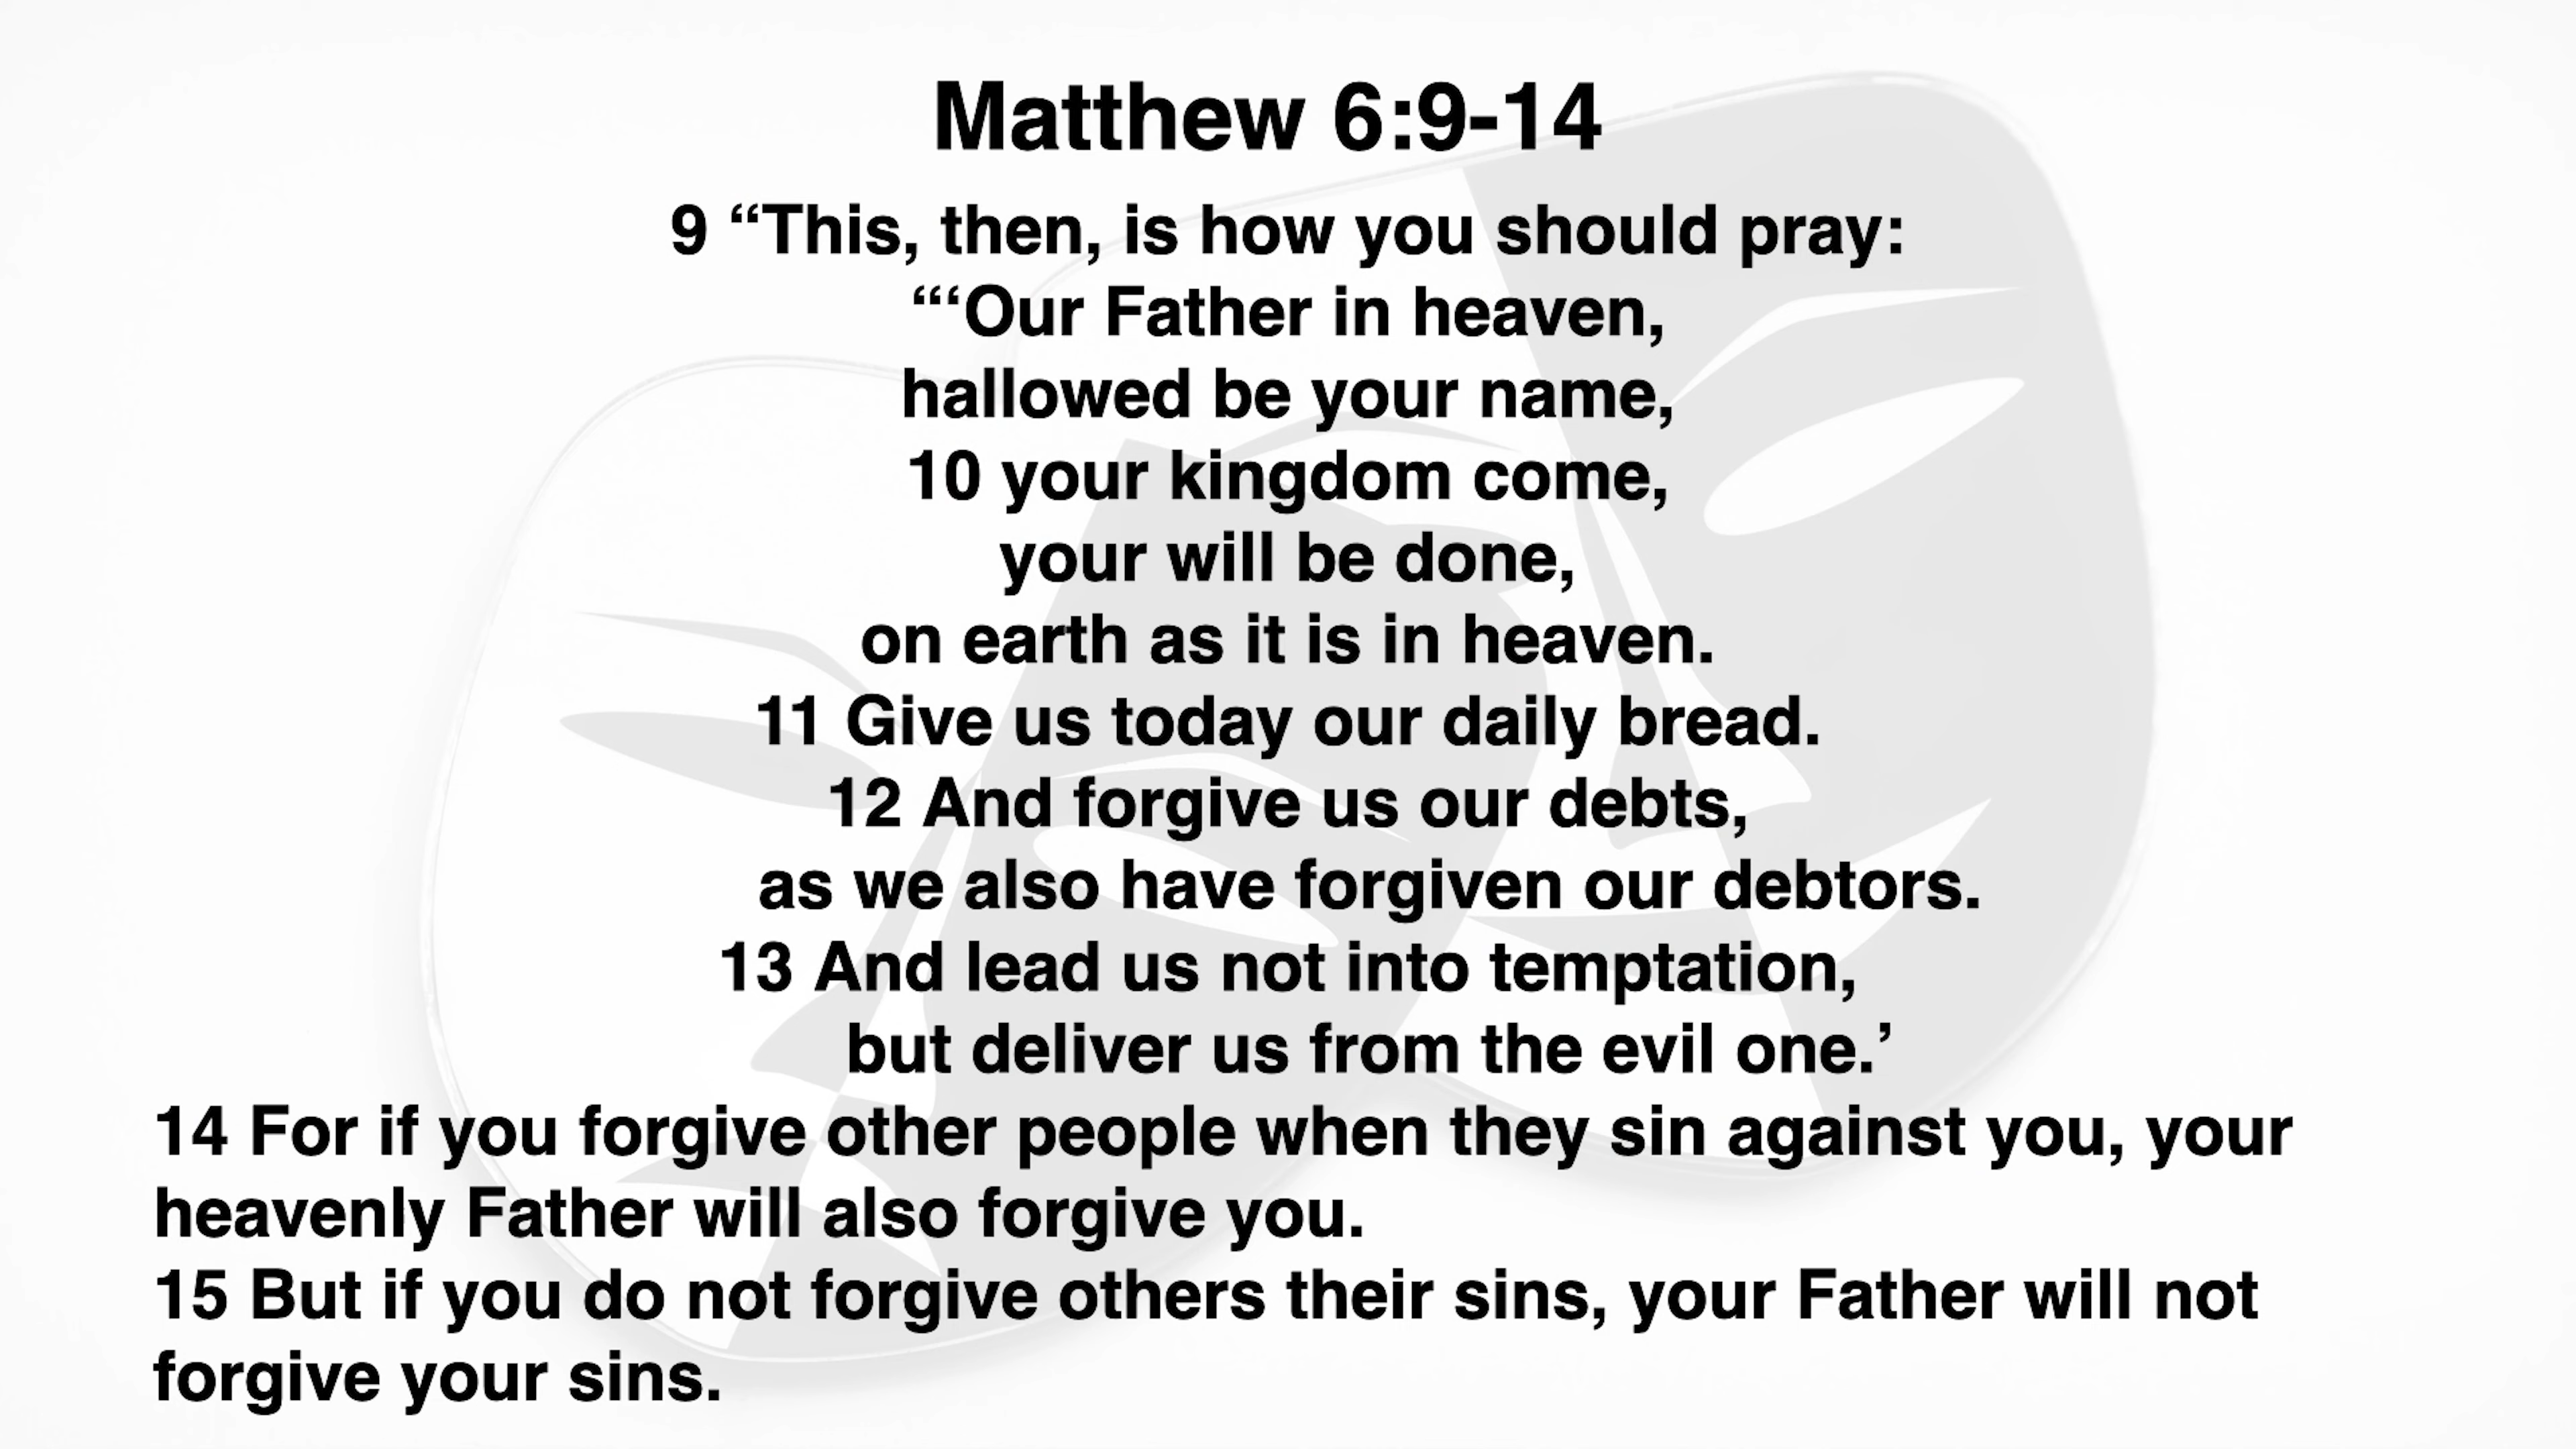 Matthew 6:9-14
9 “This, then, is how you should pray:
“‘Our Father in heaven,
hallowed be your name,
10 your kingdom come,
your will be done,
on earth as it is in heaven.
11 Give us today our daily bread.
12 And forgive us our debts,
as we also have forgiven our debtors.
13 And lead us not into temptation,
but deliver us from the evil one.’
14 For if you forgive other people when they sin against you, your
heavenly Father will also forgive you.
15 But if you do not forgive others their sins, your Father will not
forgive your sins.